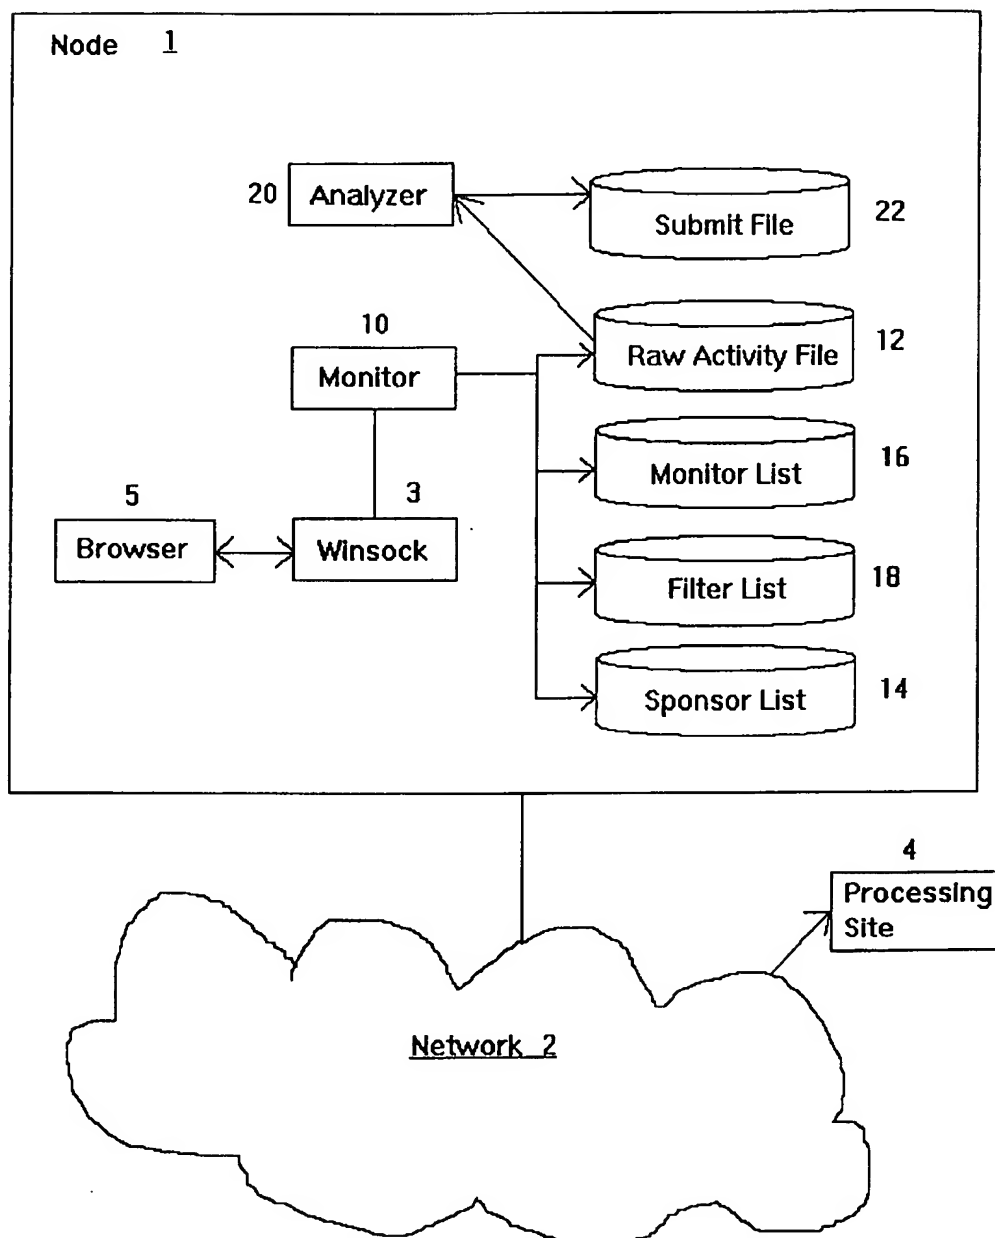 Node 1
20 Analyzer
Submit File 22
10
Monitor
Raw Activity File 12
Monitor List 16
5
Browser
3
Winsock
Filter List 18
Sponsor List 14
4
Processing
Site
Network 2